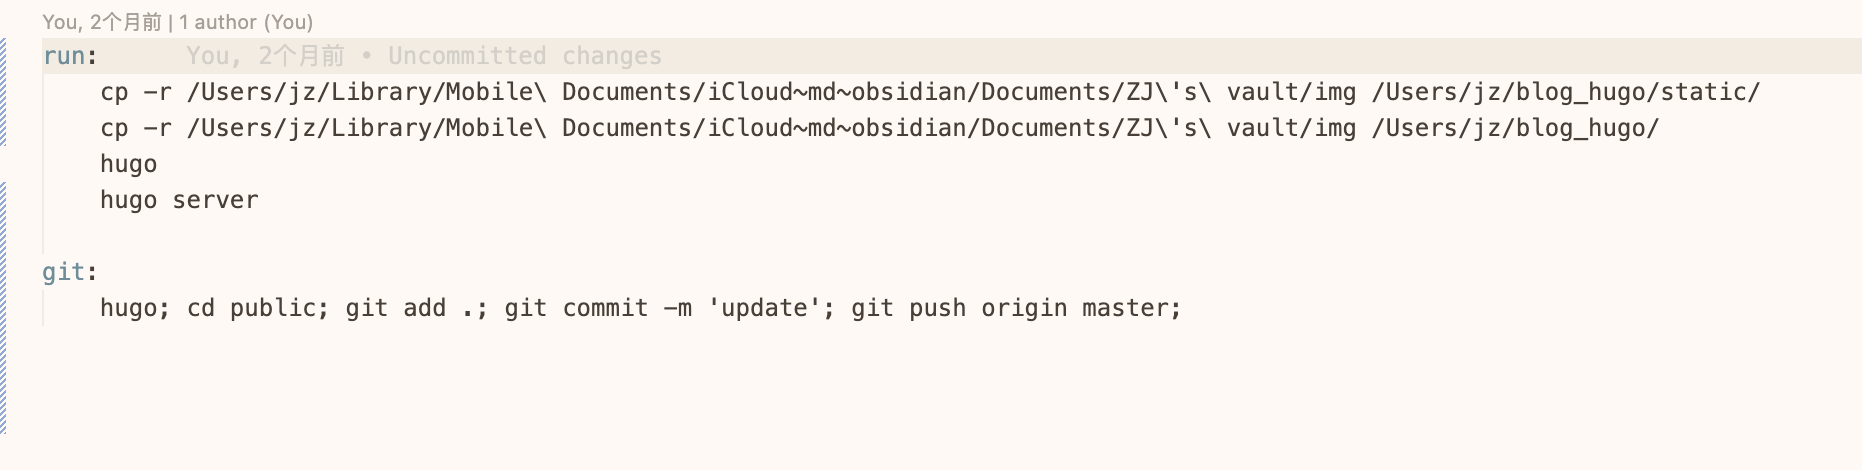 You, 2个月前 | 1 author (You)
run: You, 2个月前 • Uncommitted changes
cp -r /Users/jz/Library/Mobile\ Documents/iCloud~md~obsidian/Documents/ZJ\'s\ vault/img /Users/jz/blog_hugo/static/
cp -r /Users/jz/Library/Mobile\ Documents/iCloud~md~obsidian/Documents/ZJ\'s\ vault/img /Users/jz/blog_hugo/
hugo
hugo server
git:
hugo; cd public; git add .; git commit -m 'update'; git push origin master;